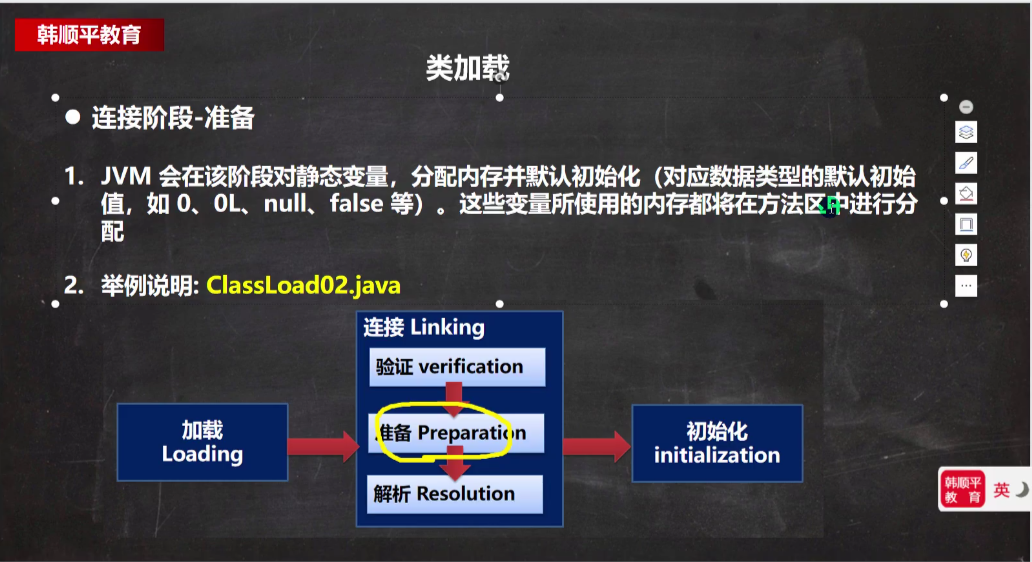 韩顺平教育
类加载
● 连接阶段-准备
1. JVM 会在该阶段对静态变量，分配内存并默认初始化（对应数据类型的默认初始
值，如 0、0L、null、false 等）。这些变量所使用的内存都将在方法区中进行分
配
2. 举例说明: ClassLoad02.java
连接 Linking
验证 verification
准备 Preparation
解析 Resolution
加载
Loading
初始化
initialization
韩顺平
教 育
英